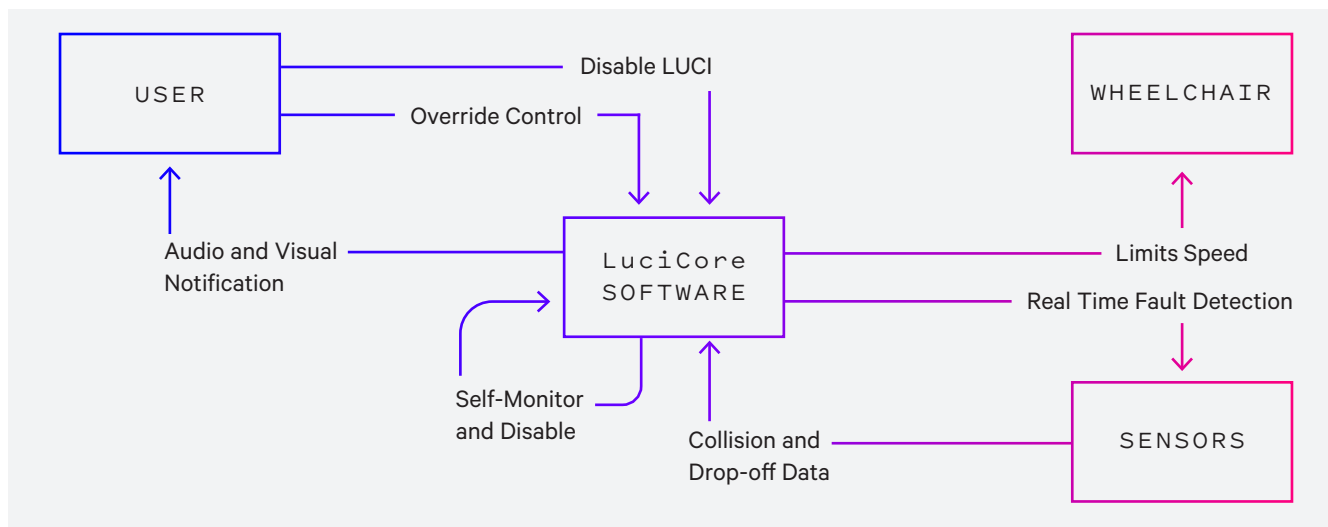 USER
Disable LUCI
Override Control
WHEELCHAIR
Audio and Visual
Notification
LuciCore
SOFTWARE
Limits Speed
Real Time Fault Detection
Self-Monitor
and Disable
Collision and
Drop-off Data
SENSORS